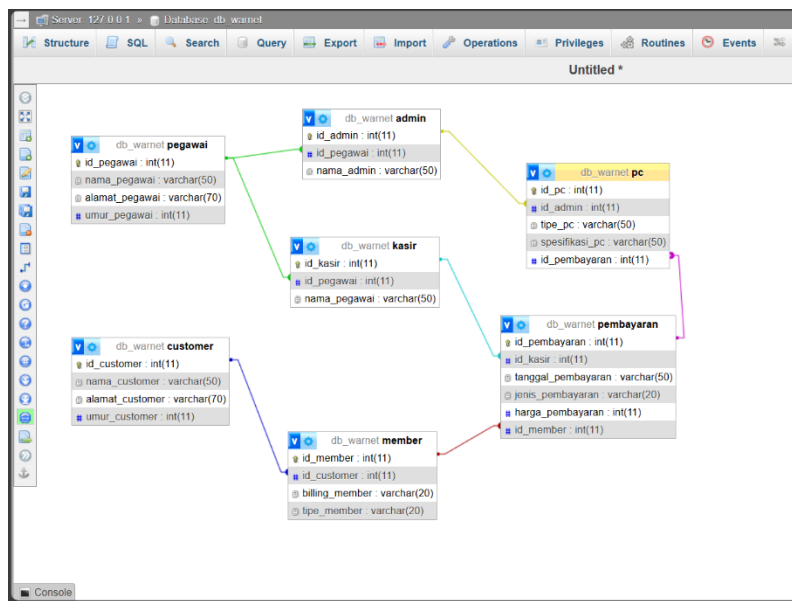 Server: 127.0.0.1 » Database: db_warnet
Structure SQL Search Query Export Import Operations Privileges Routines Events
Untitled *
db_warnet pegawai
id_pegawai : int(11)
nama_pegawai : varchar(50)
alamat_pegawai : varchar(70)
umur_pegawai : int(11)
db_warnet admin
id_admin : int(11)
id_pegawai : int(11)
nama_admin : varchar(50)
db_warnet pc
id_pc : int(11)
id_admin : int(11)
tipe_pc : varchar(50)
spesifikasi_pc : varchar(50)
id_pembayaran : int(11)
db_warnet kasir
id_kasir : int(11)
id_pegawai : int(11)
nama_pegawai : varchar(50)
db_warnet customer
id_customer : int(11)
nama_customer : varchar(50)
alamat_customer : varchar(70)
umur_customer : int(11)
db_warnet pembayaran
id_pembayaran : int(11)
id_kasir : int(11)
tanggal_pembayaran : varchar(50)
jenis_pembayaran : varchar(20)
harga_pembayaran : int(11)
id_member : int(11)
db_warnet member
id_member : int(11)
id_customer : int(11)
billing_member : varchar(20)
tipe_member : varchar(20)
Console